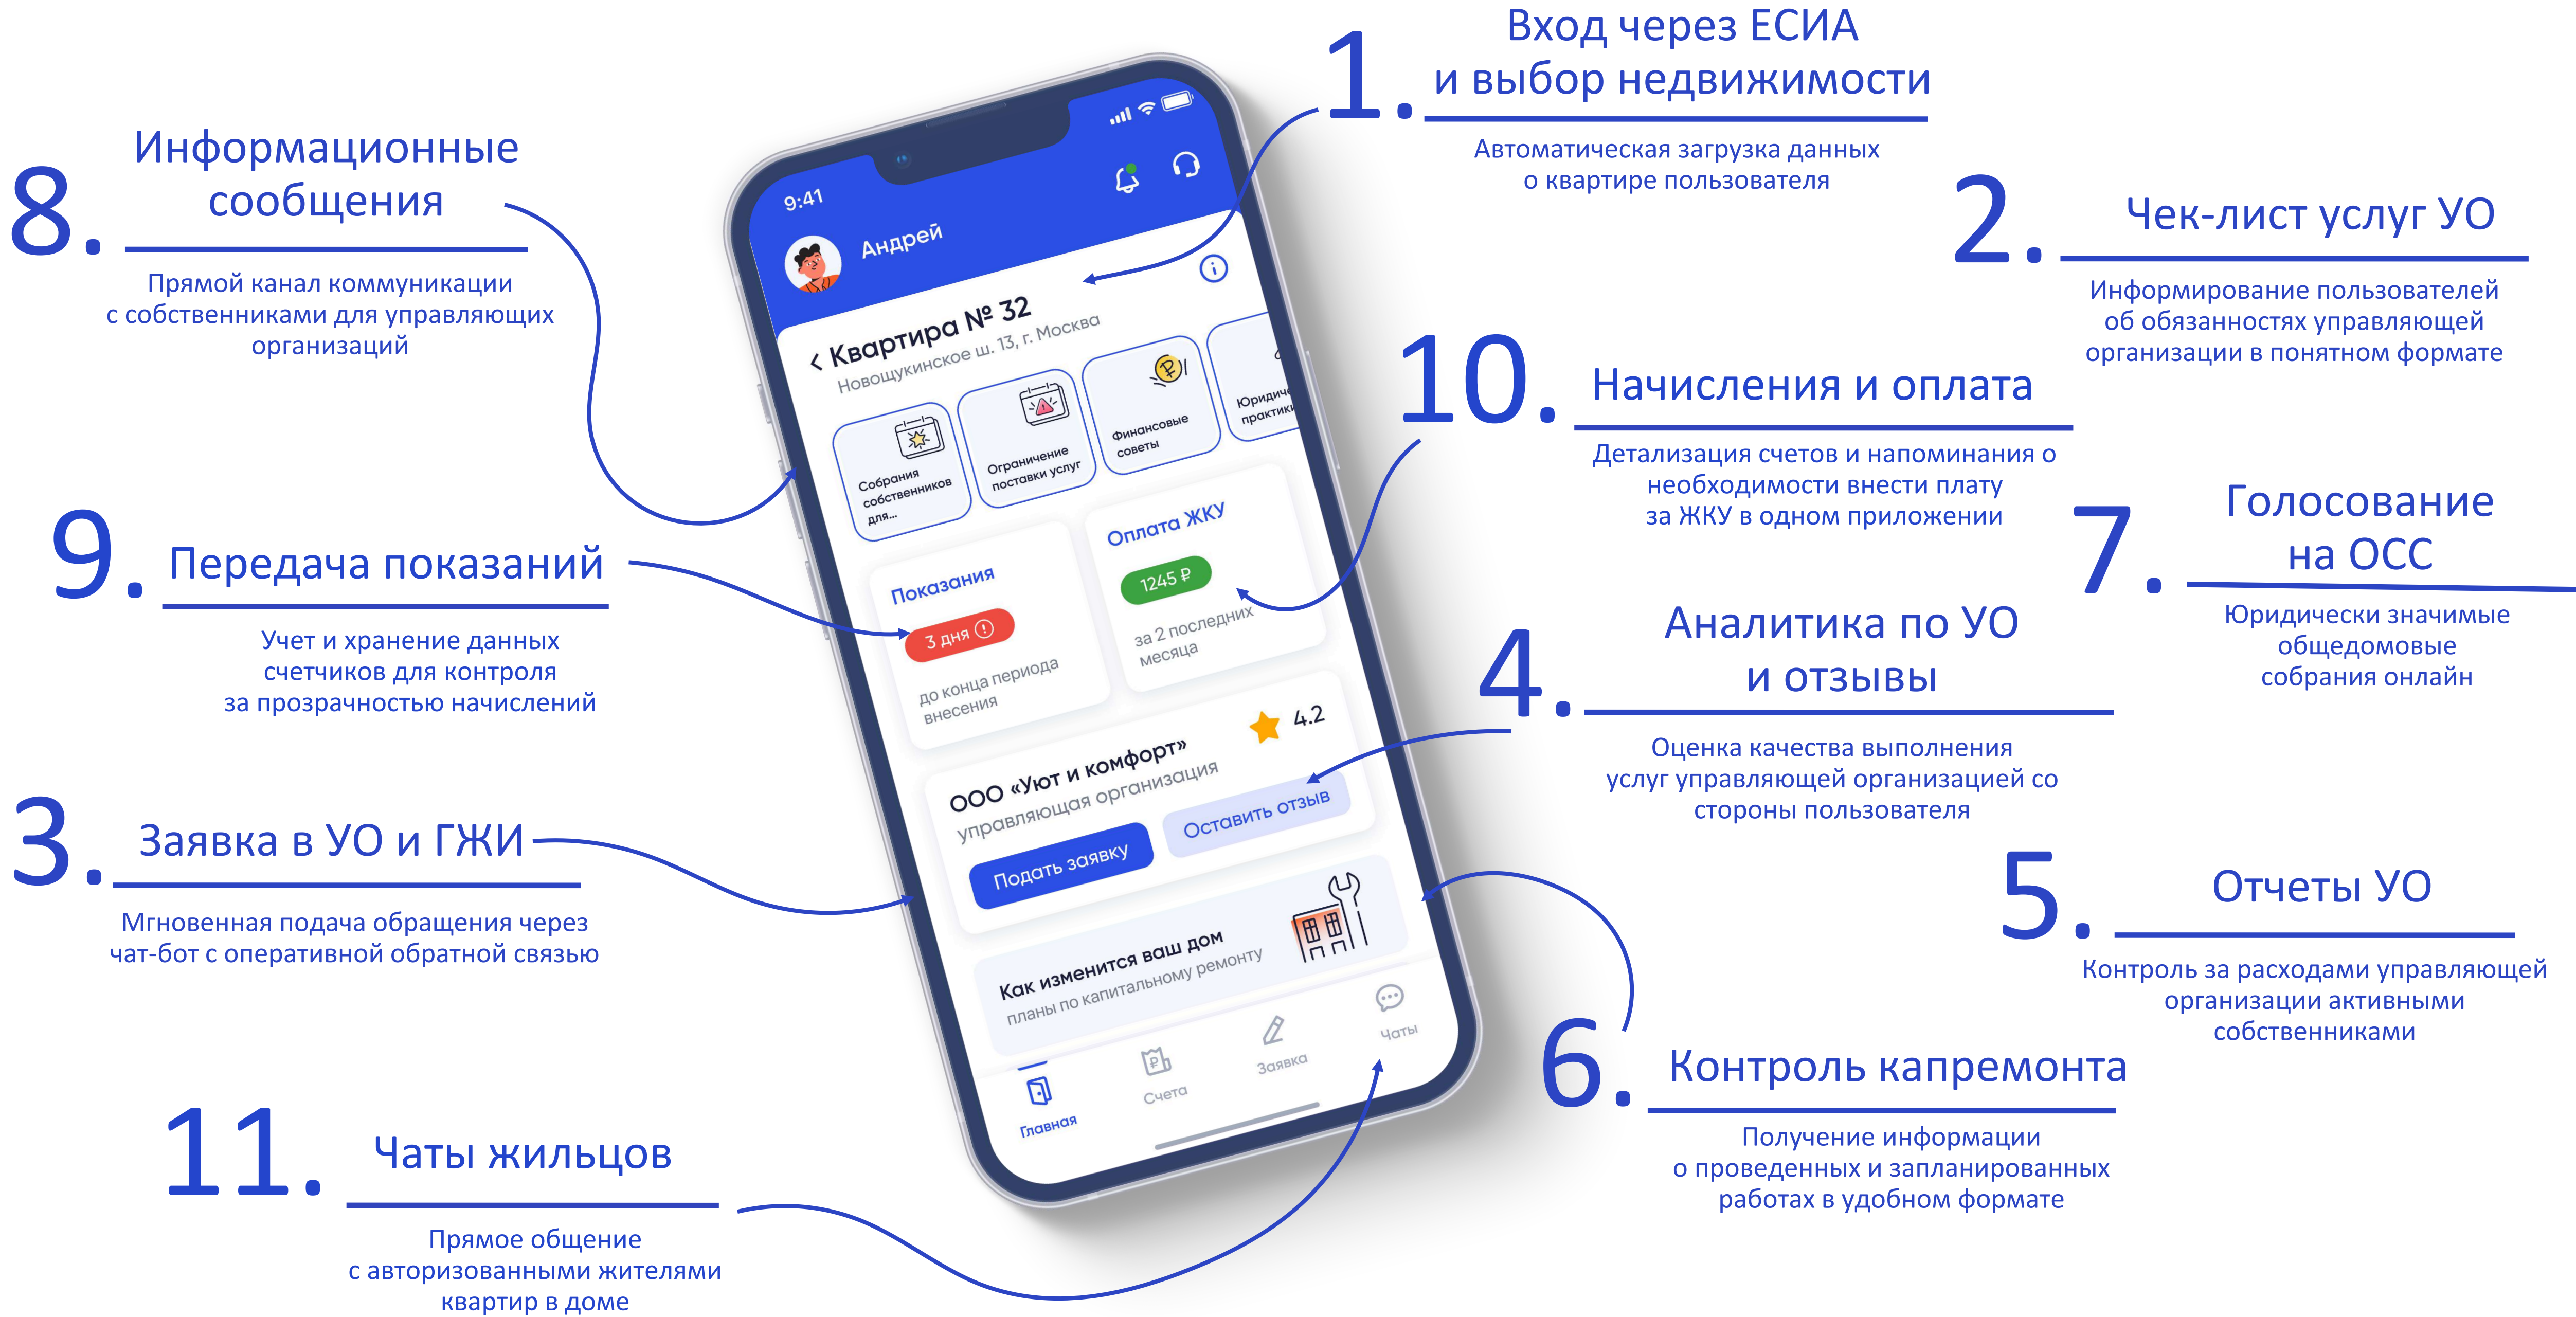 1.
Вход через ЕСИА
и выбор недвижимости
Автоматическая загрузка данных
о квартире пользователя
2.
Чек-лист услуг УО
Информирование пользователей
об обязанностях управляющей
организации в понятном формате
3.
Заявка в УО и ГЖИ
Мгновенная подача обращения через
чат-бот с оперативной обратной связью
4.
Аналитика по УО
и отзывы
Оценка качества выполнения
услуг управляющей организацией со
стороны пользователя
5.
Отчеты УО
Контроль за расходами управляющей
организации активными
собственниками
6.
Контроль капремонта
Получение информации
о проведенных и запланированных
работах в удобном формате
7.
Голосование
на ОСС
Юридически значимые
общедомовые
собрания онлайн
8.
Информационные
сообщения
Прямой канал коммуникации
с собственниками для управляющих
организаций
9.
Передача показаний
Учет и хранение данных
счетчиков для контроля
за прозрачностью начислений
10.
Начисления и оплата
Детализация счетов и напоминания о
необходимости внести плату
за ЖКУ в одном приложении
11.
Чаты жильцов
Прямое общение
с авторизованными жителями
квартир в доме
9:41
Андрей
Квартира № 32
Новощукинское ш. 13, г. Москва
Собрания
собственников
для...
Ограничение
поставки услуг
Финансовые
советы
Юридиче
практики
Показания
3 дня
до конца периода
внесения
Оплата ЖКУ
1245 ₽
за 2 последних
месяца
ООО «Уют и комфорт»
управляющая организация
4.2
Подать заявку
Оставить отзыв
Как изменится ваш дом
планы по капитальному ремонту
Главная
Счета
Заявка
Чаты